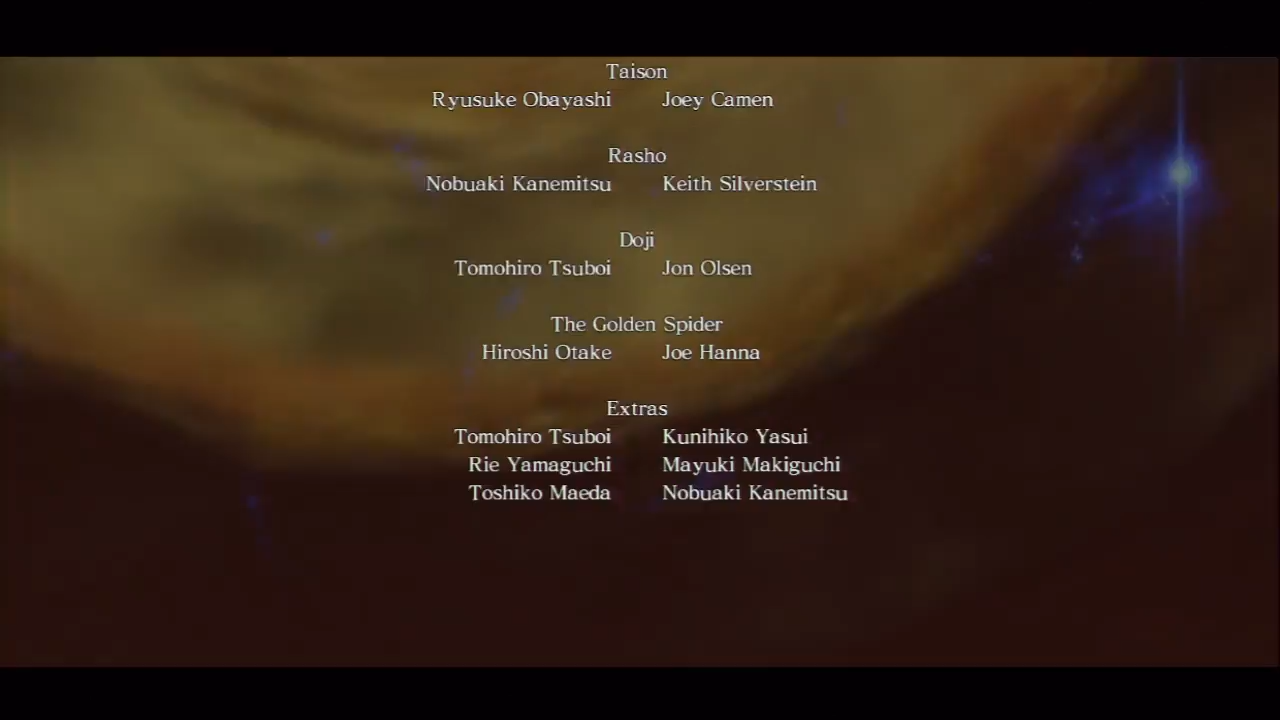 Taison
Ryusuke Obayashi Joey Camen
Rasho
Nobuaki Kanemitsu Keith Silverstein
Doji
Tomohiro Tsuboi Jon Olsen
The Golden Spider
Hiroshi Otake Joe Hanna
Extras
Tomohiro Tsuboi Kunihiko Yasui
Rie Yamaguchi Mayuki Makiguchi
Toshiko Maeda Nobuaki Kanemitsu